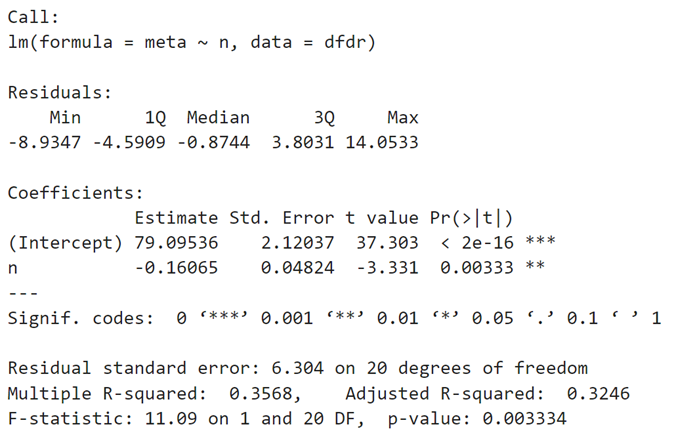 Call:
lm(formula = meta ~ n, data = dfdr)
Residuals:
    Min      1Q  Median      3Q     Max
-8.9347 -4.5909 -0.8744  3.8031 14.0533
Coefficients:
            Estimate Std. Error t value Pr(>|t|)
(Intercept) 79.09536    2.12037  37.303  < 2e-16 ***
n           -0.16065    0.04824  -3.331  0.00333 **
---
Signif. codes:  0 ‘***’ 0.001 ‘**’ 0.01 ‘*’ 0.05 ‘.’ 0.1 ‘ ’ 1
Residual standard error: 6.304 on 20 degrees of freedom
Multiple R-squared:  0.3568,    Adjusted R-squared:  0.3246
F-statistic: 11.09 on 1 and 20 DF,  p-value: 0.003334